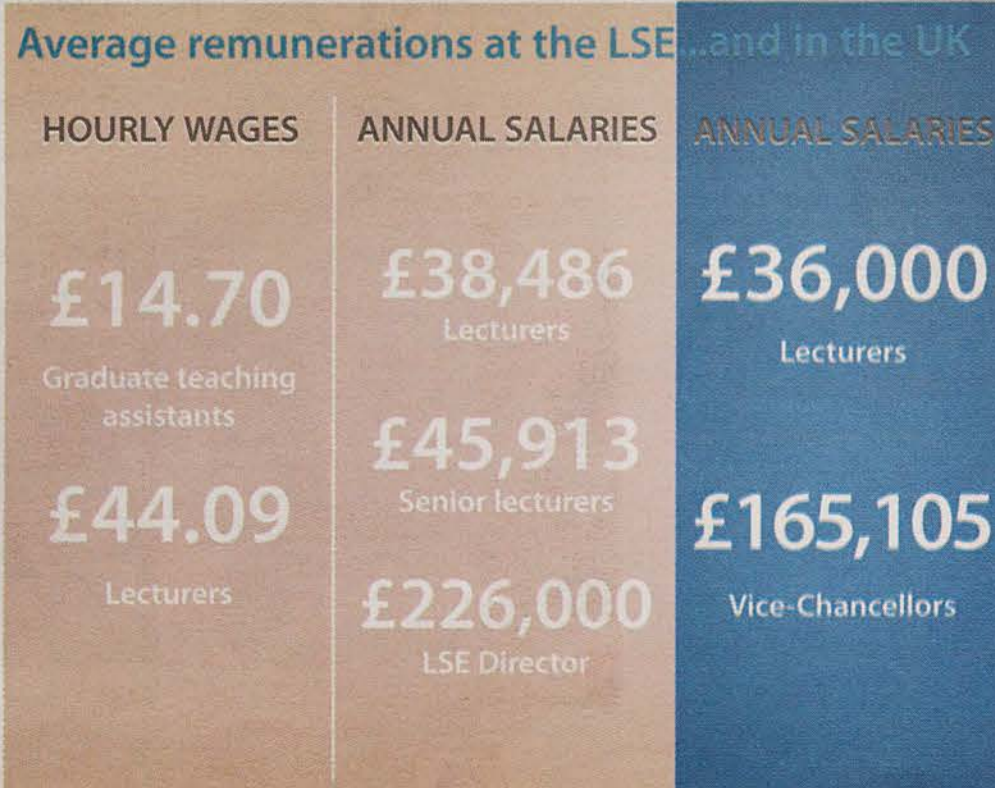 Average remunerations at the LSE...and in the UK
HOURLY WAGES
£14.70
Graduate teaching
assistants
£44.09
Lecturers
ANNUAL SALARIES
£38,486
Lecturers
£45,913
Senior lecturers
£226,000
LSE Director
ANNUAL SALARIES
£36,000
Lecturers
£165,105
Vice-Chancellors